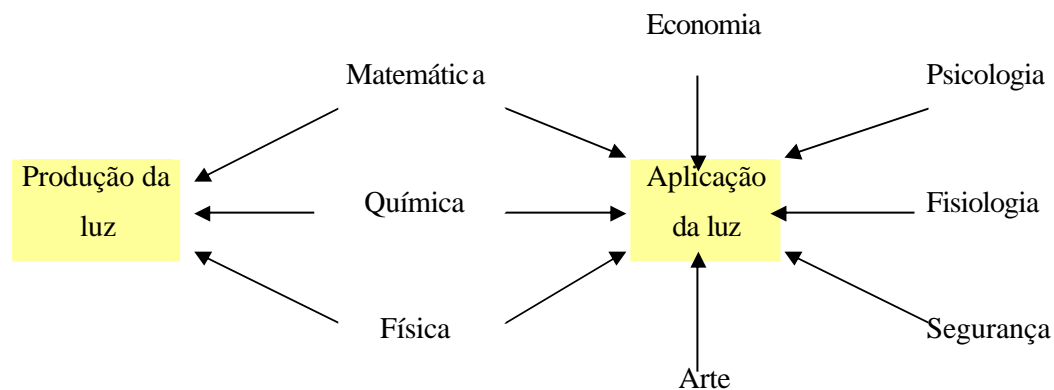 Economia
Matemática
Psicologia
Produção da
luz
Química
Aplicação
da luz
Fisiologia
Física
Segurança
Arte